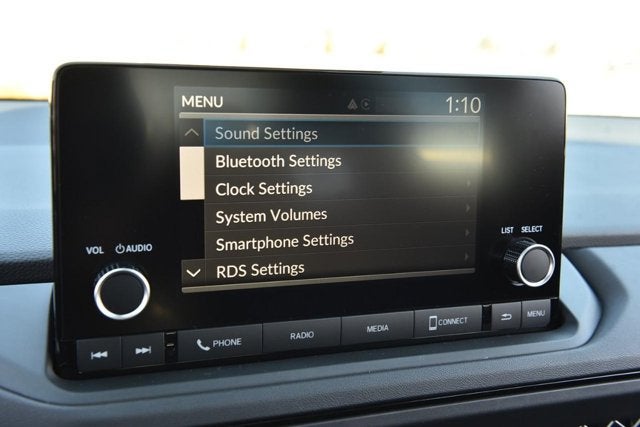 MENU 1:10
Sound Settings
Bluetooth Settings
Clock Settings
System Volumes
Smartphone Settings
RDS Settings
VOL AUDIO
LIST SELECT
PHONE RADIO MEDIA CONNECT MENU